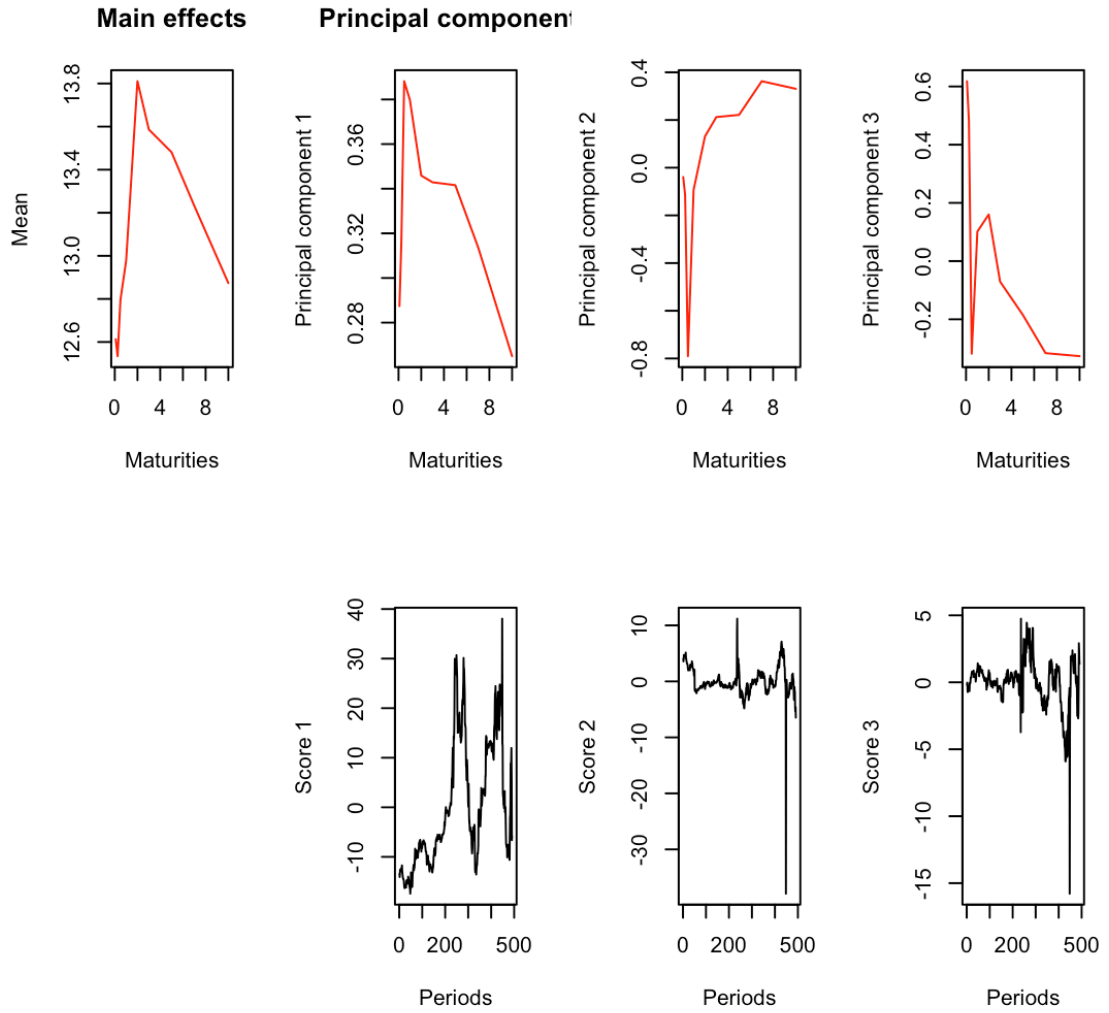 Main effects
Principal component
Mean
12.6 13.0 13.4 13.8
0 4 8
Maturities
Principal component 1
0.28 0.32 0.36
0 4 8
Maturities
Principal component 2
-0.8 -0.4 0.0 0.4
0 4 8
Maturities
Principal component 3
-0.2 0.0 0.2 0.4 0.6
0 4 8
Maturities
Score 1
-10 0 10 20 30 40
0 200 500
Periods
Score 2
-30 -20 -10 0 10
0 200 500
Periods
Score 3
-15 -10 -5 0 5
0 200 500
Periods